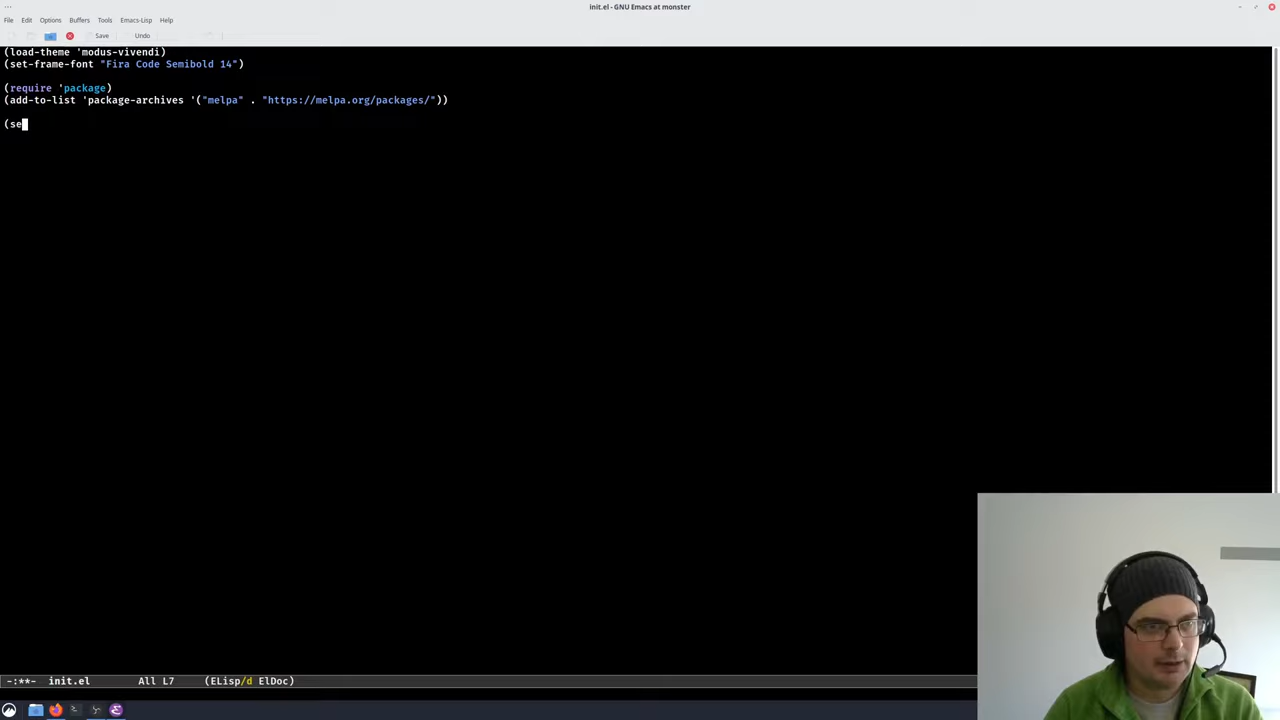 init.el - GNU Emacs at monster
File Edit Options Buffers Tools Emacs-Lisp Help
Save Undo
(load-theme 'modus-vivendi)
(set-frame-font "Fira Code Semibold 14")
(require 'package)
(add-to-list 'package-archives '("melpa" . "https://melpa.org/packages/"))
(se
-:**- init.el All L7 (ELisp/d ElDoc)